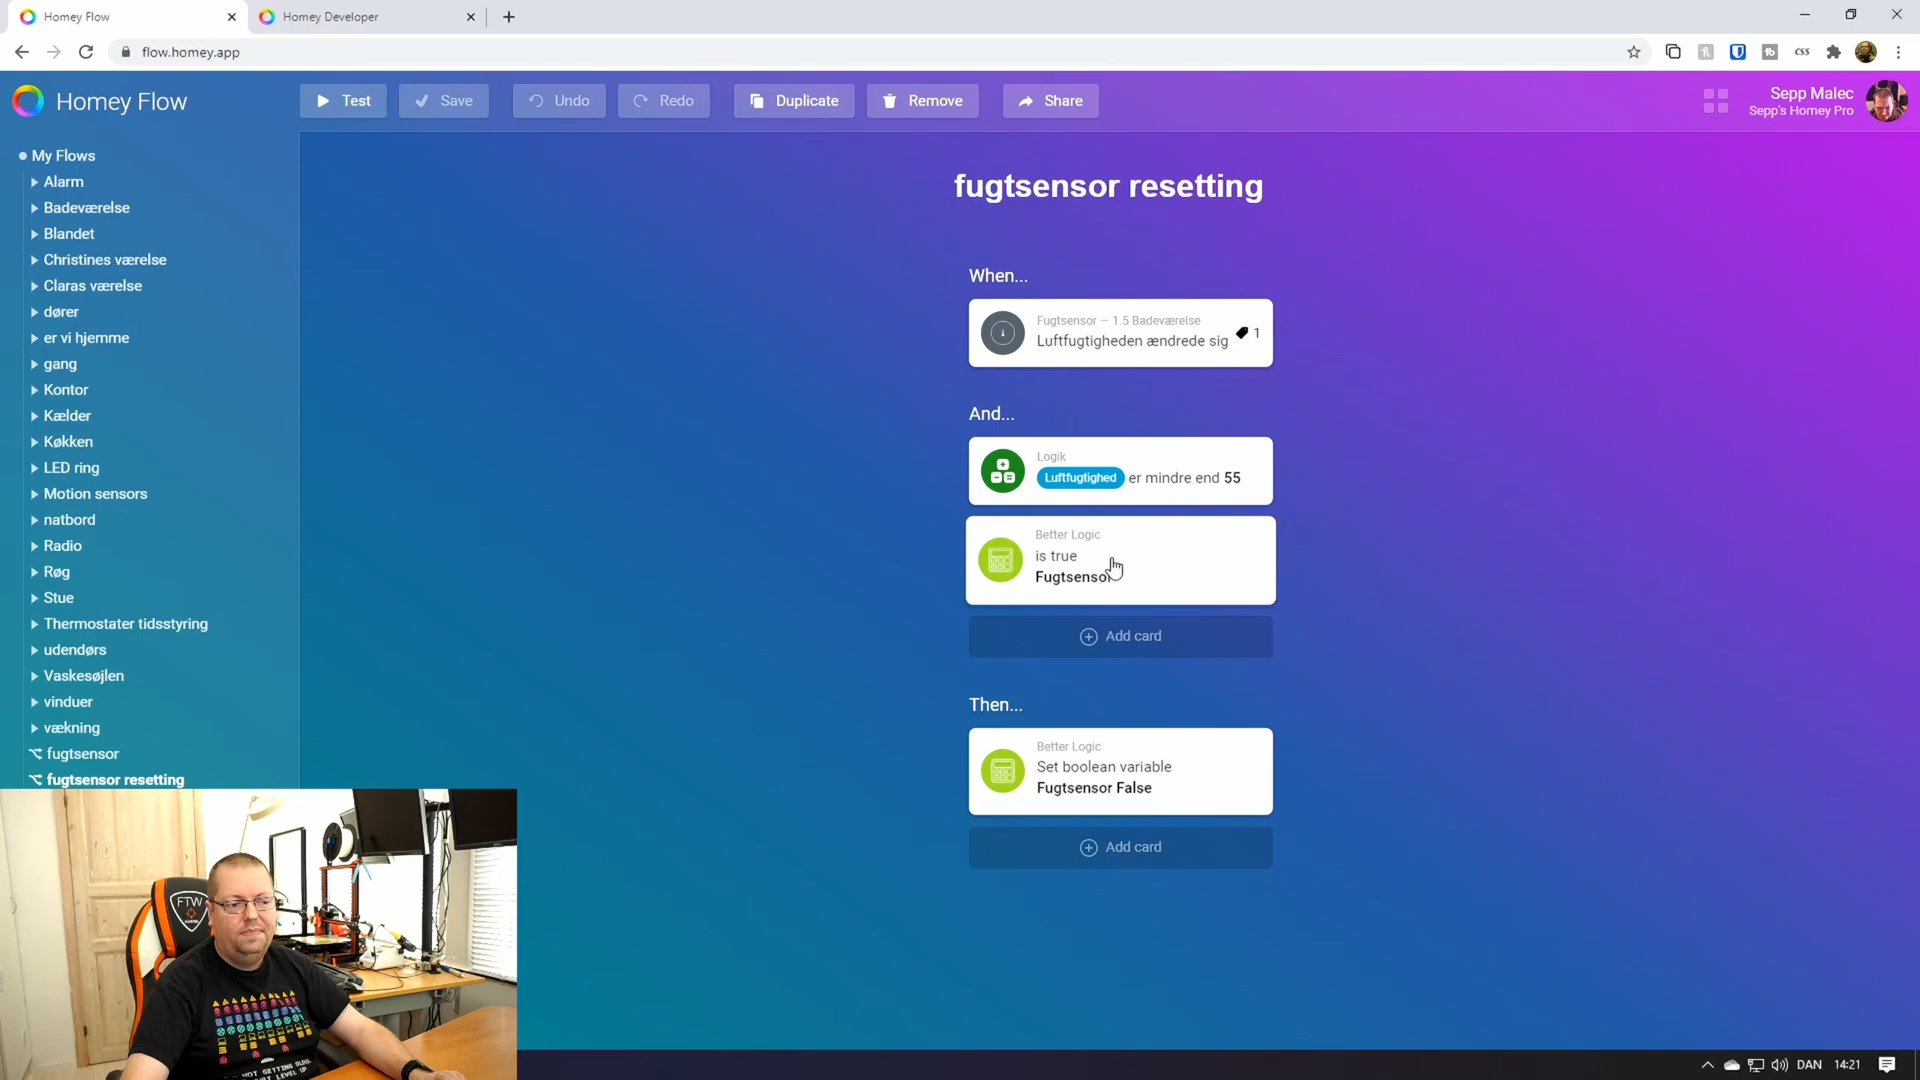 Homey Flow
Homey Developer
flow.homey.app
CSS
Homey Flow
Test
Save
Undo
Redo
Duplicate
Remove
Share
Sepp Malec
Sepp's Homey Pro
My Flows
Alarm
Badeværelse
Blandet
Christines værelse
Claras værelse
dører
er vi hjemme
gang
Kontor
Kælder
Køkken
LED ring
Motion sensors
natbord
Radio
Røg
Stue
Thermostater tidsstyring
udendørs
Vaskesøjlen
vinduer
vækning
fugtsensor
fugtsensor resetting
fugtsensor resetting
When...
Fugtsensor — 1.5 Badeværelse
Luftfugtigheden ændrede sig
1
And...
Logik
Luftfugtighed er mindre end 55
Better Logic
is true
Fugtsensor
Add card
Then...
Better Logic
Set boolean variable
Fugtsensor False
Add card
FTW
DAN
14:21